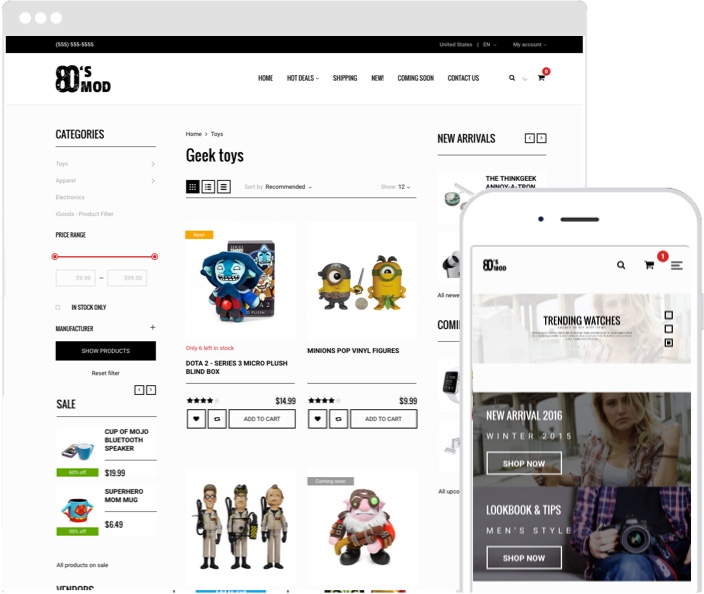 (555) 555-5555
United States | EN
My account
80'S
MOD
HOME
HOT DEALS
SHIPPING
NEW!
COMING SOON
CONTACT US
0
CATEGORIES
Toys
Apparel
Electronics
iGoods - Product Filter
PRICE RANGE
$9.99 – $99.00
IN STOCK ONLY
MANUFACTURER +
SHOW PRODUCTS
Reset filter
SALE
CUP OF MOJO
BLUETOOTH
SPEAKER
60% off
$19.99
SUPERHERO
MOM MUG
50% off
$6.49
All products on sale
VENDORS
Home > Toys
Geek toys
Sort by Recommended
Show 12
New!
Only 6 left in stock
DOTA 2 - SERIES 3 MICRO PLUSH
BLIND BOX
$14.99
ADD TO CART
MINIONS POP VINYL FIGURES
$9.99
ADD TO CART
Coming soon
NEW ARRIVALS
THE THINKGEEK
ANNOY-A-TRON
All newe
COMI
All upco
80'S
MOD
1
TRENDING WATCHES
NEW ARRIVAL 2016
WINTER 2015
SHOP NOW
LOOKBOOK & TIPS
MEN'S STYLE
SHOP NOW